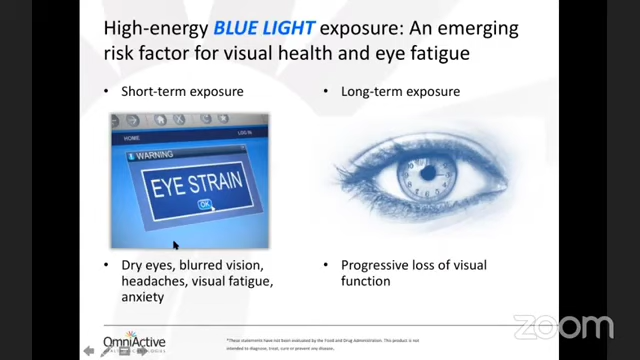 High-energy BLUE LIGHT exposure: An emerging
risk factor for visual health and eye fatigue
• Short-term exposure
• Long-term exposure
HOME
LOG IN
WARNING
EYE STRAIN
OK
• Dry eyes, blurred vision,
headaches, visual fatigue,
anxiety
• Progressive loss of visual
function
OmniActive
*These statements have not been evaluated by the Food and Drug Administration. This product is not
intended to diagnose, treat, cure or prevent any disease.
zoom